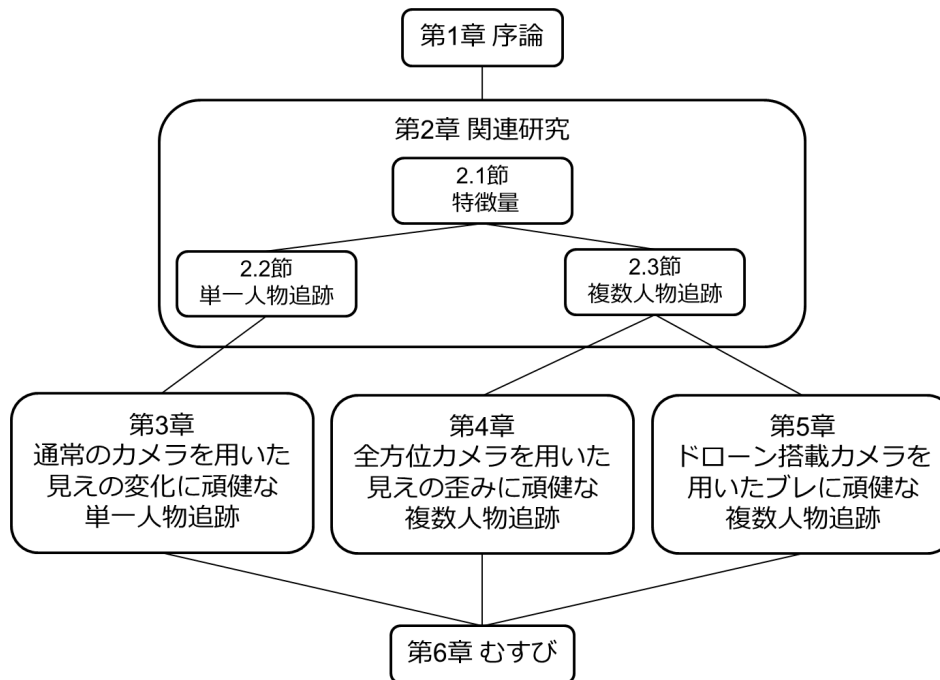 第1章 序論
第2章 関連研究
2.1節
特徴量
2.2節
単一人物追跡
2.3節
複数人物追跡
第3章
通常のカメラを用いた
見えの変化に頑健な
単一人物追跡
第4章
全方位カメラを用いた
見えの歪みに頑健な
複数人物追跡
第5章
ドローン搭載カメラを
用いたブレに頑健な
複数人物追跡
第6章 むすび